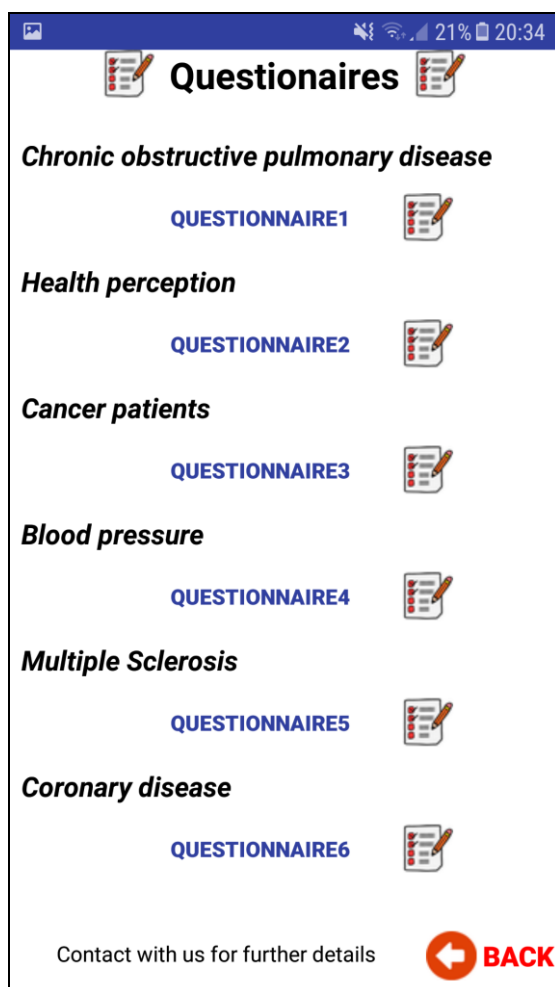 21% 20:34
Questionaires
Chronic obstructive pulmonary disease
QUESTIONNAIRE1
Health perception
QUESTIONNAIRE2
Cancer patients
QUESTIONNAIRE3
Blood pressure
QUESTIONNAIRE4
Multiple Sclerosis
QUESTIONNAIRE5
Coronary disease
QUESTIONNAIRE6
Contact with us for further details BACK